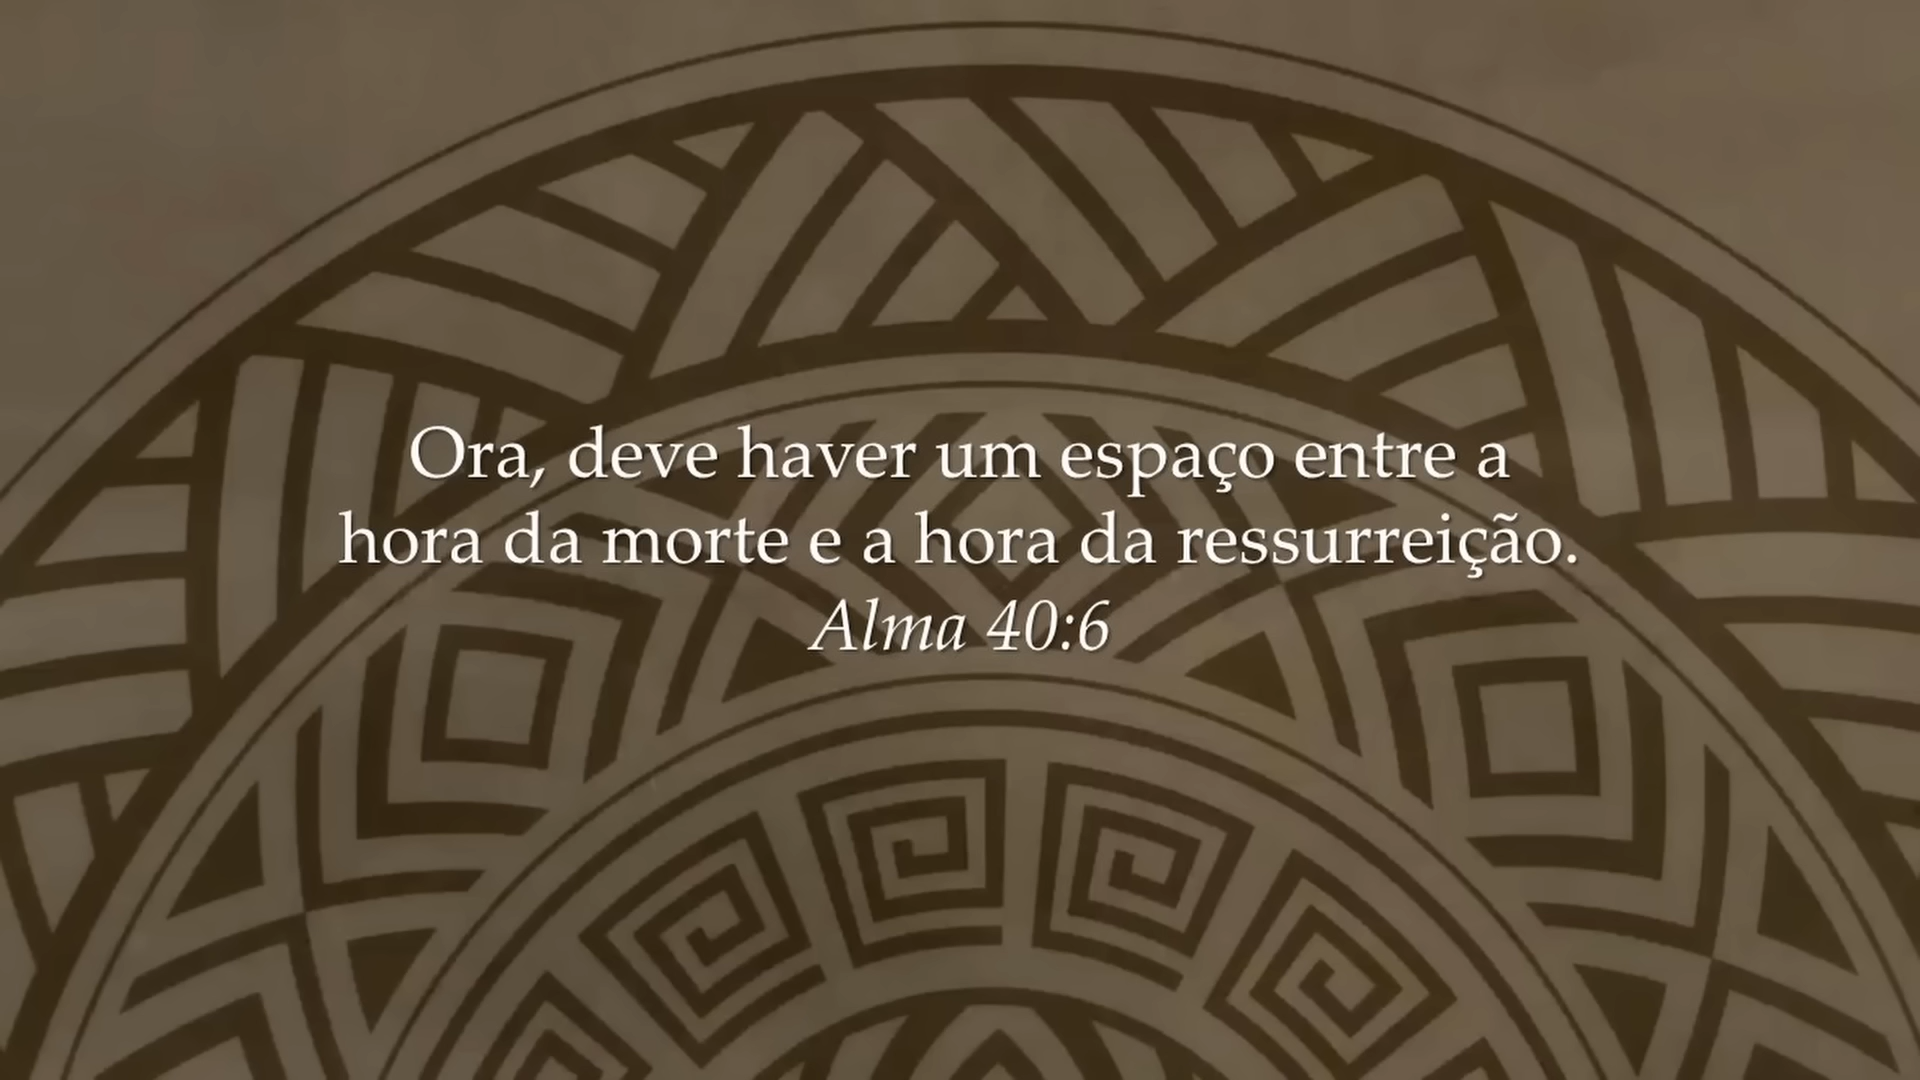 Ora, deve haver um espaço entre a
hora da morte e a hora da ressurreição.
Alma 40:6